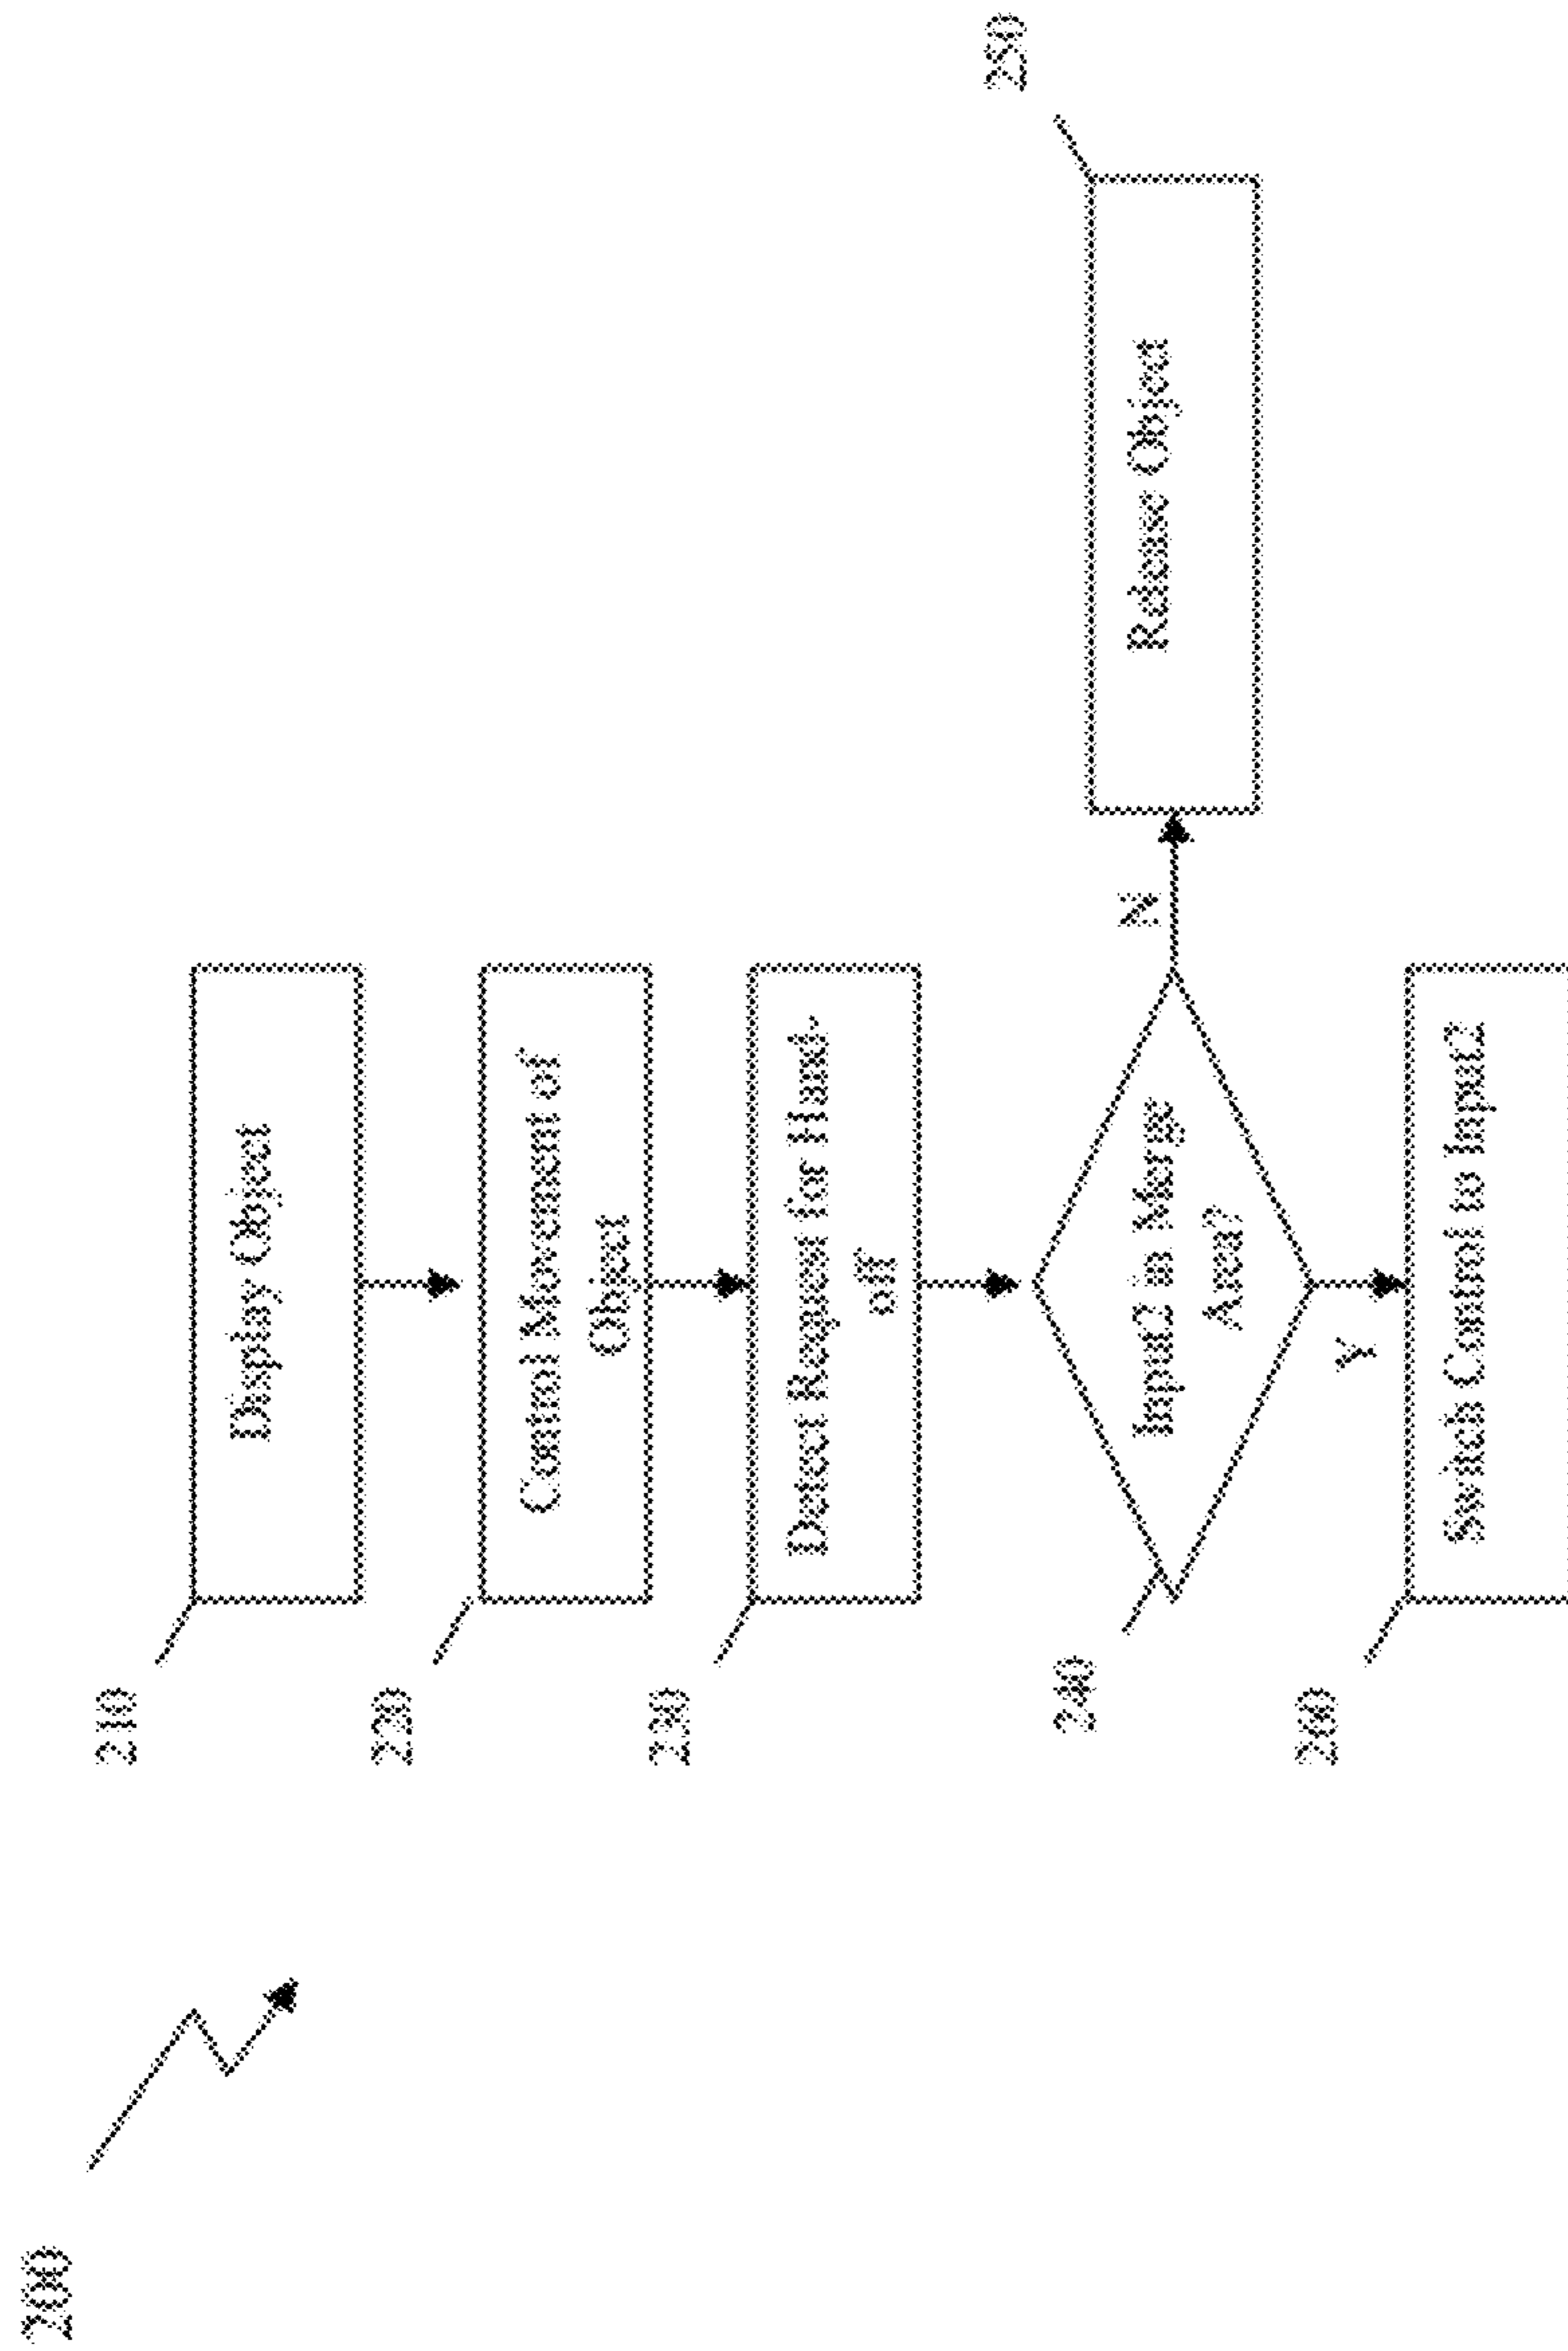 200
210
Display Object
220
Control Movement of
Object
230
Detect Request for Hand-
off
240
Input2 in Merge
Area?
N
250
Release Object
Y
260
Switch Control to Input2